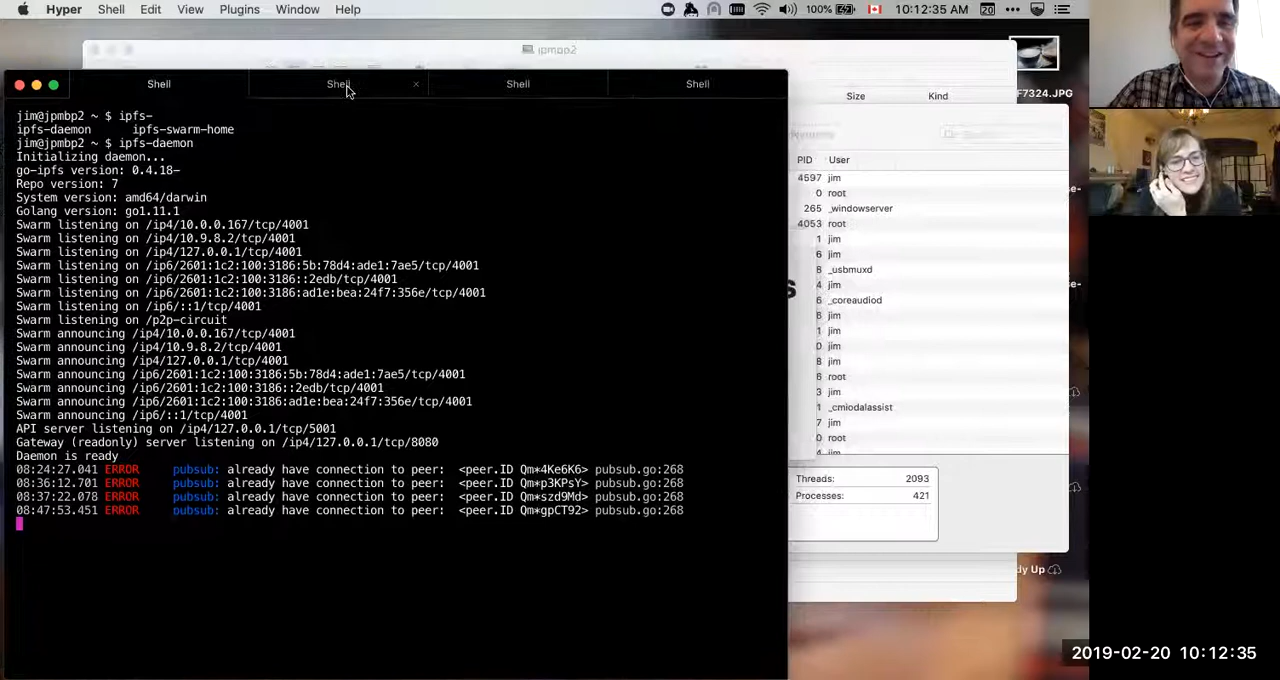 Hyper Shell Edit View Plugins Window Help 100% 10:12:35 AM 20
ipmbp2
Shell Shell × Shell Shell
F7324.JPG
Size Kind
jim@jpmbp2 ~ $ ipfs-
ipfs-daemon ipfs-swarm-home
jim@jpmbp2 ~ $ ipfs-daemon
Initializing daemon...
go-ipfs version: 0.4.18-
Repo version: 7
System version: amd64/darwin
Golang version: go1.11.1
Swarm listening on /ip4/10.0.0.167/tcp/4001
Swarm listening on /ip4/10.9.8.2/tcp/4001
Swarm listening on /ip4/127.0.0.1/tcp/4001
Swarm listening on /ip6/2601:1c2:100:3186:5b:78d4:ade1:7ae5/tcp/4001
Swarm listening on /ip6/2601:1c2:100:3186::2edb/tcp/4001
Swarm listening on /ip6/2601:1c2:100:3186:ad1e:bea:24f7:356e/tcp/4001
Swarm listening on /ip6/::1/tcp/4001
Swarm listening on /p2p-circuit
Swarm announcing /ip4/10.0.0.167/tcp/4001
Swarm announcing /ip4/10.9.8.2/tcp/4001
Swarm announcing /ip4/127.0.0.1/tcp/4001
Swarm announcing /ip6/2601:1c2:100:3186:5b:78d4:ade1:7ae5/tcp/4001
Swarm announcing /ip6/2601:1c2:100:3186::2edb/tcp/4001
Swarm announcing /ip6/2601:1c2:100:3186:ad1e:bea:24f7:356e/tcp/4001
Swarm announcing /ip6/::1/tcp/4001
API server listening on /ip4/127.0.0.1/tcp/5001
Gateway (readonly) server listening on /ip4/127.0.0.1/tcp/8080
Daemon is ready
08:24:27.041 ERROR pubsub: already have connection to peer: <peer.ID Qm*4Ke6K6> pubsub.go:268
08:36:12.701 ERROR pubsub: already have connection to peer: <peer.ID Qm*p3KPsY> pubsub.go:268
08:37:22.078 ERROR pubsub: already have connection to peer: <peer.ID Qm*szd9Md> pubsub.go:268
08:47:53.451 ERROR pubsub: already have connection to peer: <peer.ID Qm*gpCT92> pubsub.go:268
PID User
4597 jim
0 root
265 _windowserver
4053 root
1 jim
6 jim
8 _usbmuxd
4 jim
6 _coreaudiod
6 jim
1 jim
0 jim
8 jim
6 root
3 jim
1 _cmiodalassist
7 jim
0 root
4 jim
Threads: 2093
Processes: 421
dy Up
2019-02-20 10:12:35